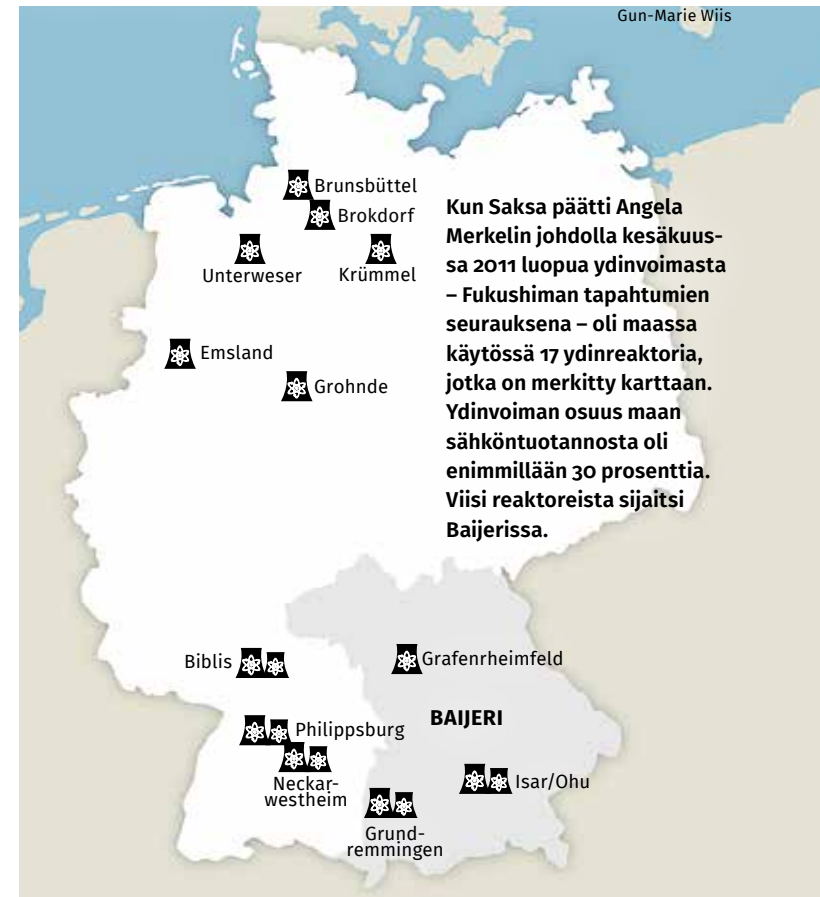 Gun-Marie Wiis
Brunsbüttel
Brokdorf
Unterweser
Krümmel
Emsland
Grohnde
Kun Saksa päätti Angela
Merkelin johdolla kesäkuus-
sa 2011 luopua ydinvoimasta
– Fukushiman tapahtumien
seurauksena – oli maassa
käytössä 17 ydinreaktoria,
jotka on merkitty karttaan.
Ydinvoiman osuus maan
sähköntuotannosta oli
enimmillään 30 prosenttia.
Viisi reaktoreista sijaitsi
Baijerissa.
Biblis
Grafenrheimfeld
BAIJERI
Philippsburg
Neckar-
westheim
Isar/Ohu
Grund-
remmingen